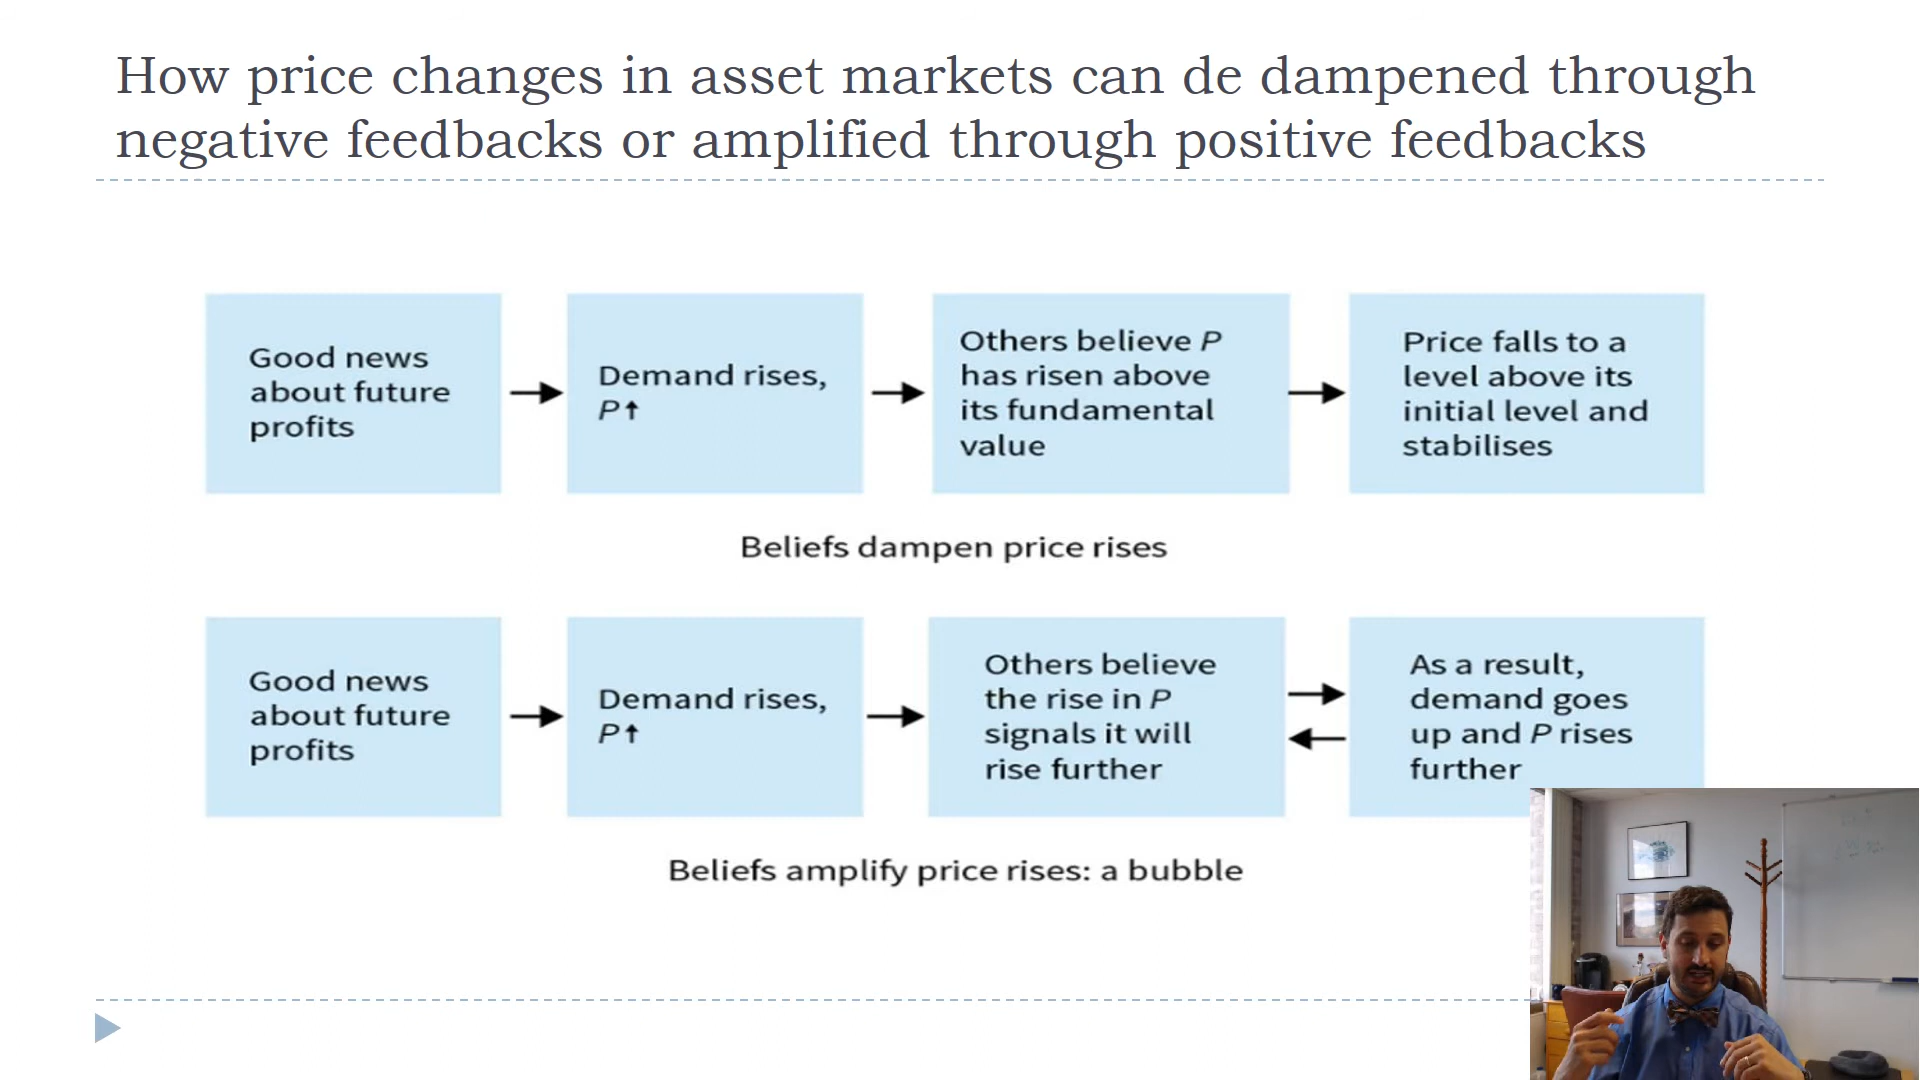 How price changes in asset markets can de dampened through
negative feedbacks or amplified through positive feedbacks
Good news
about future
profits
Demand rises,
P↑
Others believe P
has risen above
its fundamental
value
Price falls to a
level above its
initial level and
stabilises
Beliefs dampen price rises
Good news
about future
profits
Demand rises,
P↑
Others believe
the rise in P
signals it will
rise further
As a result,
demand goes
up and P rises
further
Beliefs amplify price rises: a bubble